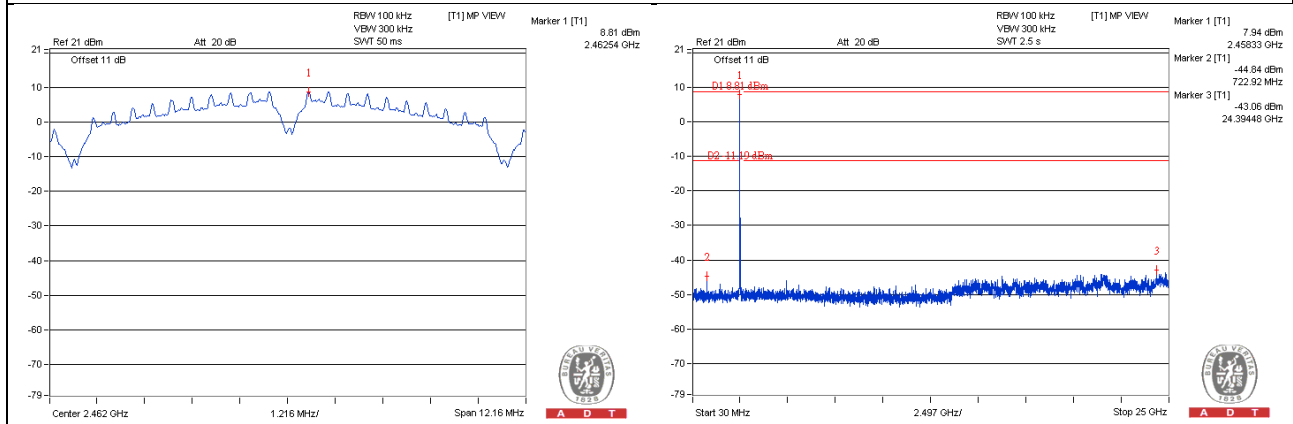 RBW 100 kHz [T1] MP VIEW
VBW 300 kHz
Ref 21 dBm Att 20 dB SWT 50 ms
Marker 1 [T1]
8.81 dBm
2.46254 GHz
21
Offset 11 dB
1
10
0
-10
-20
-30
-40
-50
-60
-70
-79
Center 2.462 GHz 1.216 MHz/ Span 12.16 MHz
BUREAU VERITAS
1828
A D T
RBW 100 kHz [T1] MP VIEW
VBW 300 kHz
Ref 21 dBm Att 20 dB SWT 2.5 s
Marker 1 [T1]
7.94 dBm
2.45833 GHz
Marker 2 [T1]
-44.84 dBm
722.92 MHz
Marker 3 [T1]
-43.06 dBm
24.39448 GHz
21
Offset 11 dB
1
D1 8.81 dBm
10
0
D2 -11.19 dBm
-10
-20
-30
2
3
-40
-50
-60
-70
-79
Start 30 MHz 2.497 GHz/ Stop 25 GHz
BUREAU VERITAS
1828
A D T